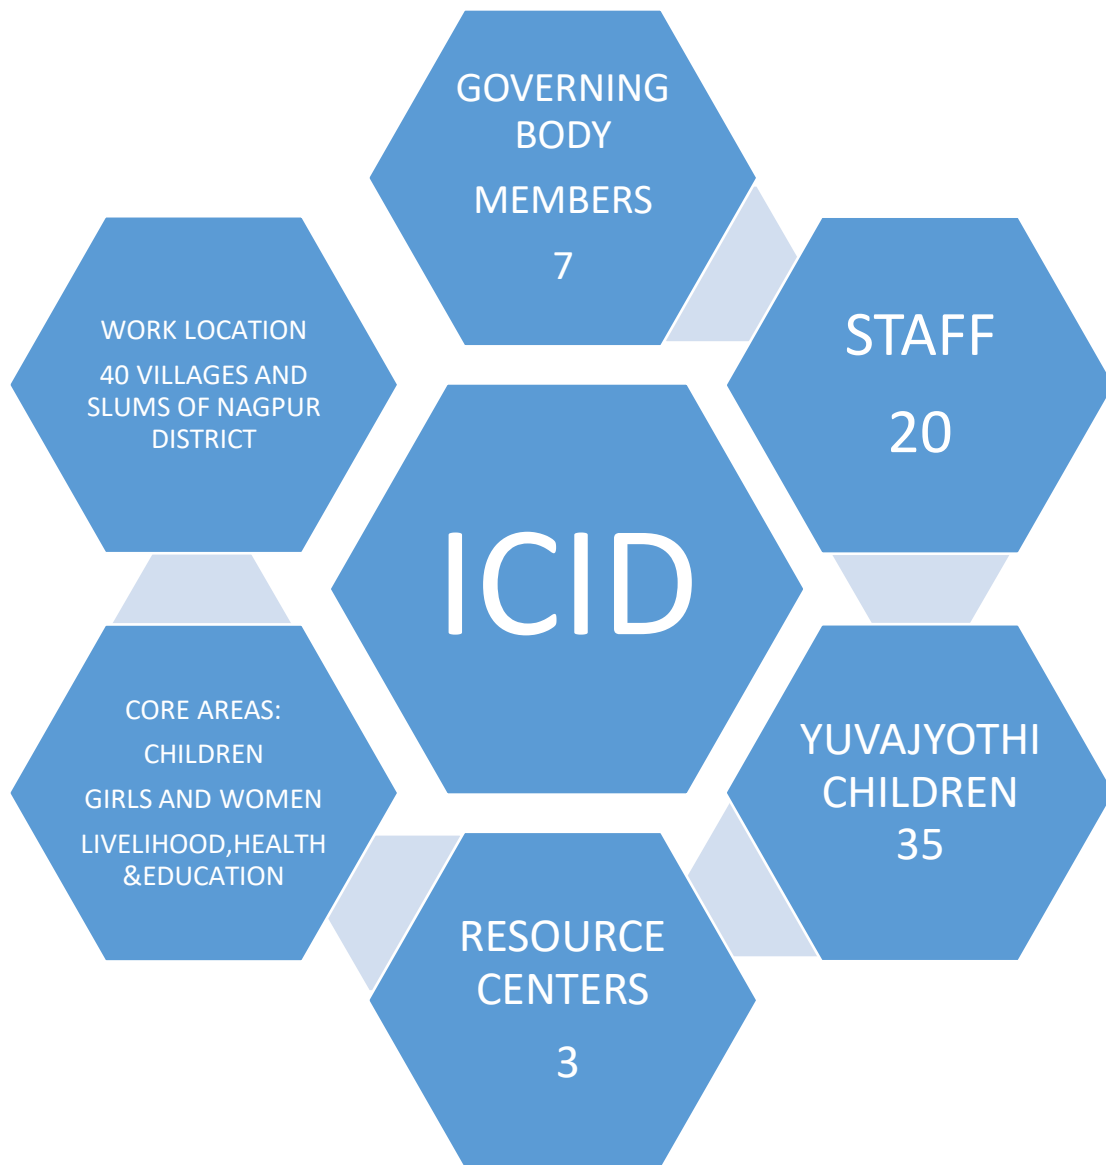 GOVERNING
BODY
MEMBERS
7
STAFF
20
YUVAJYOTHI
CHILDREN
35
RESOURCE
CENTERS
3
CORE AREAS:
CHILDREN
GIRLS AND WOMEN
LIVELIHOOD,HEALTH
&EDUCATION
WORK LOCATION
40 VILLAGES AND
SLUMS OF NAGPUR
DISTRICT
ICID